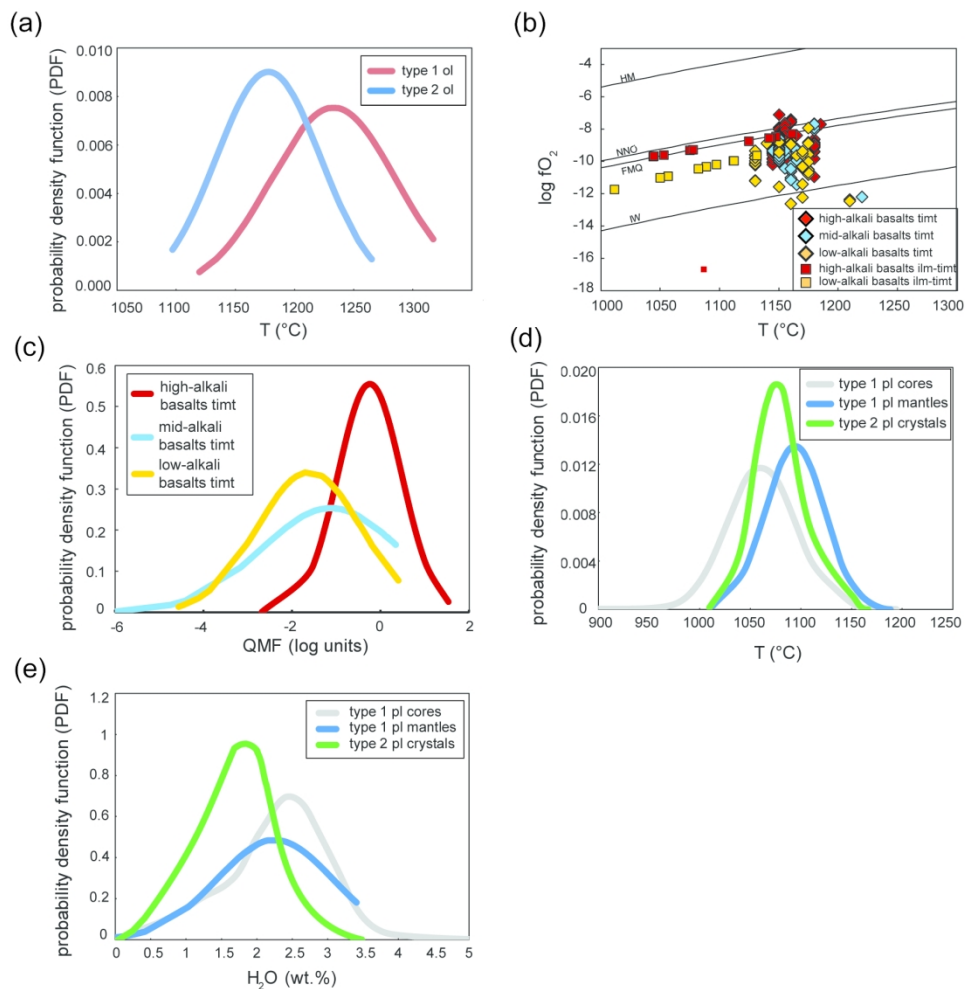 (a)
probability density function (PDF)
0.010
0.008
0.006
0.004
0.002
0.000
type 1 ol
type 2 ol
1050
1100
1150
1200
1250
1300
T (°C)
(b)
log fO2
-4
-6
-8
-10
-12
-14
-16
-18
HM
NNO
FMQ
IW
high-alkali basalts timt
mid-alkali basalts timt
low-alkali basalts timt
high-alkali basalts ilm-timt
low-alkali basalts ilm-timt
1000
1050
1100
1150
1200
1300
T (°C)
(c)
probability density function (PDF)
0.6
0.5
0.4
0.3
0.2
0.1
0
high-alkali
basalts timt
mid-alkali
basalts timt
low-alkali
basalts timt
-6
-4
-2
0
2
QMF (log units)
(d)
probability density function (PDF)
0.020
0.016
0.012
0.008
0.004
0
type 1 pl cores
type 1 pl mantles
type 2 pl crystals
900
950
1000
1050
1100
1150
1200
1250
T (°C)
(e)
probability density function (PDF)
1.2
1
0.8
0.6
0.4
0.2
0
type 1 pl cores
type 1 pl mantles
type 2 pl crystals
0
0.5
1
1.5
2
2.5
3
3.5
4
4.5
5
H2O (wt.%)